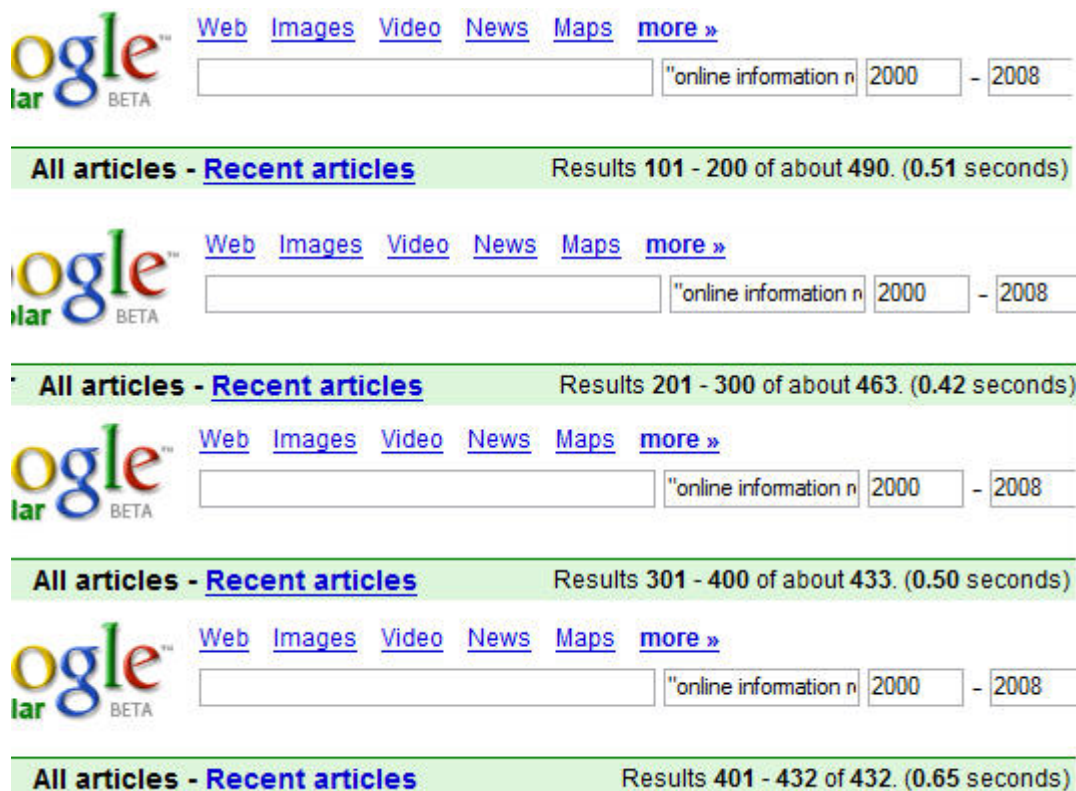 ogle™ Web Images Video News Maps more »
"online information r 2000 - 2008
lar BETA
All articles - Recent articles Results 101 - 200 of about 490. (0.51 seconds)
oogle™ Web Images Video News Maps more »
"online information r 2000 - 2008
olar BETA
All articles - Recent articles Results 201 - 300 of about 463. (0.42 seconds)
ogle™ Web Images Video News Maps more »
"online information r 2000 - 2008
lar BETA
All articles - Recent articles Results 301 - 400 of about 433. (0.50 seconds)
ogle™ Web Images Video News Maps more »
"online information r 2000 - 2008
lar BETA
All articles - Recent articles Results 401 - 432 of 432. (0.65 seconds)